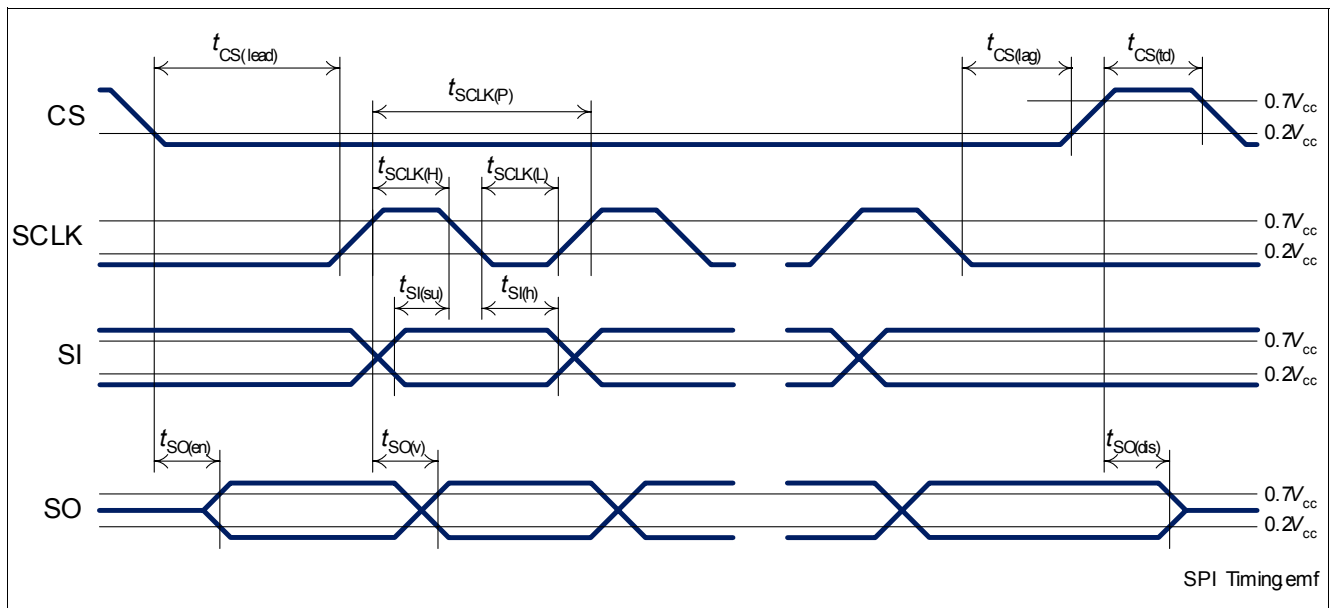 tCS(lead)
tCS(lag)
tCS(td)
tSCLK(P)
CS
0.7Vcc
0.2Vcc
tSCLK(H)
tSCLK(L)
SCLK
0.7Vcc
0.2Vcc
tSI(su)
tSI(h)
SI
0.7Vcc
0.2Vcc
tSO(en)
tSO(v)
tSO(dis)
SO
0.7Vcc
0.2Vcc
SPI Timing.emf